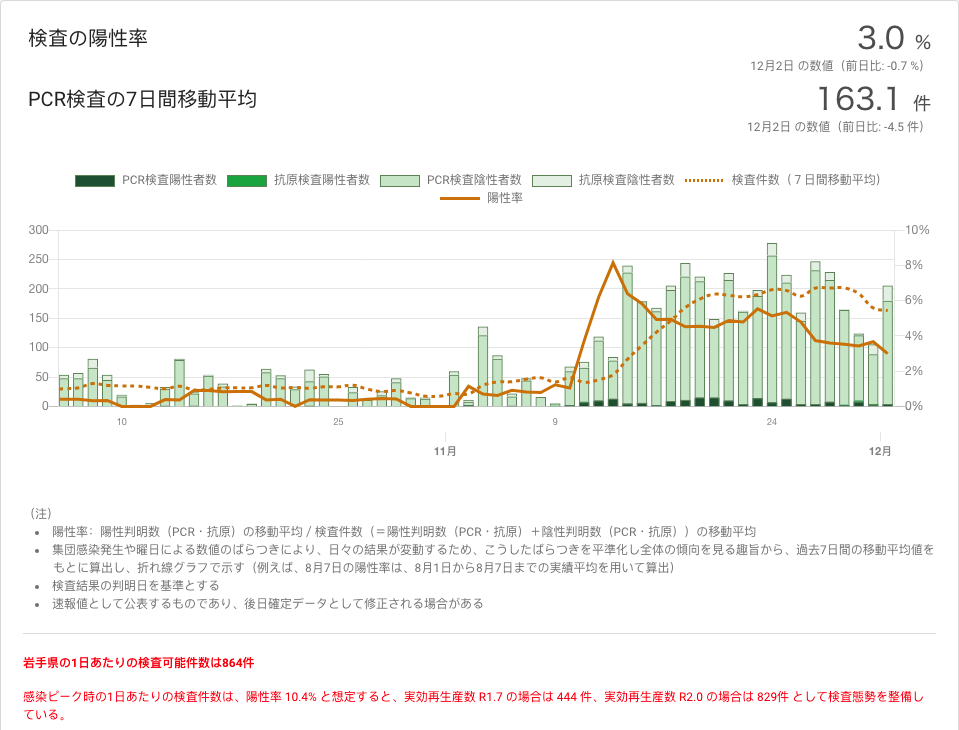 検査の陽性率
3.0 %
12月2日 の数値（前日比: -0.7 %）
PCR検査の7日間移動平均
163.1 件
12月2日 の数値（前日比: -4.5 件）
PCR検査陽性者数 抗原検査陽性者数 PCR検査陰性者数 抗原検査陰性者数 検査件数（７日間移動平均）
陽性率
300 10%
250 8%
200 6%
150 4%
100 2%
50 0%
0
10 25 9 24
11月 12月
（注）
• 陽性率：陽性判明数（PCR・抗原）の移動平均 / 検査件数（＝陽性判明数（PCR・抗原）＋陰性判明数（PCR・抗原））の移動平均
• 集団感染発生や曜日による数値のばらつきにより、日々の結果が変動するため、こうしたばらつきを平準化し全体の傾向を見る趣旨から、過去7日間の移動平均値を
もとに算出し、折れ線グラフで示す（例えば、8月7日の陽性率は、8月1日から8月7日までの実績平均を用いて算出）
• 検査結果の判明日を基準とする
• 速報値として公表するものであり、後日確定データとして修正される場合がある
岩手県の1日あたりの検査可能件数は864件
感染ピーク時の1日あたりの検査件数は、陽性率 10.4% と想定すると、実効再生産数 R1.7 の場合は 444 件、実効再生産数 R2.0 の場合は 829件 として検査態勢を整備し
ている。